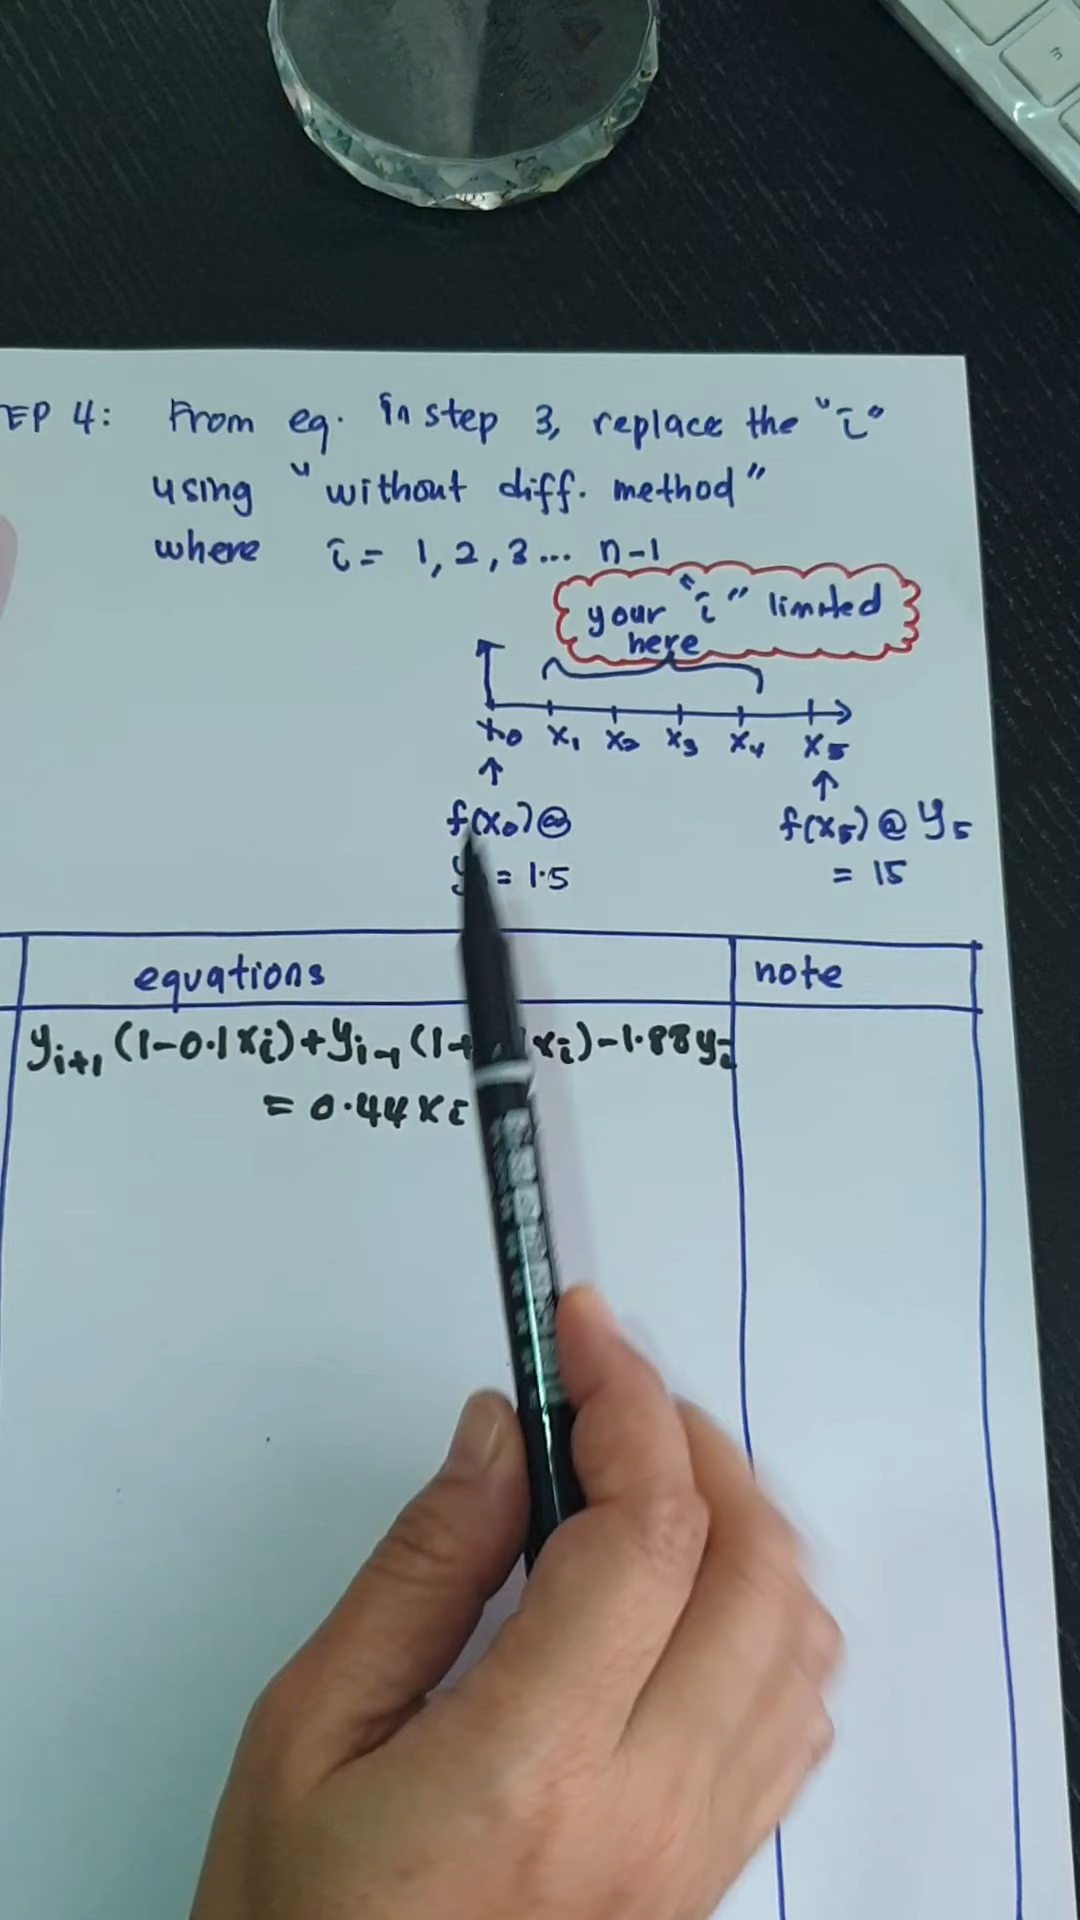 EP 4: From eq. in step 3, replace the "i"
using "without diff. method"
where i = 1, 2, 3 ... n-1
your "i" limited
here
x0 x1 x2 x3 x4 x5
f(x0) @
y = 1.5
f(x5) @ y5
= 15
equations
note
yi+1 (1-0.1xi) + yi-1 (1+ xi) - 1.88yi
= 0.44xi
3